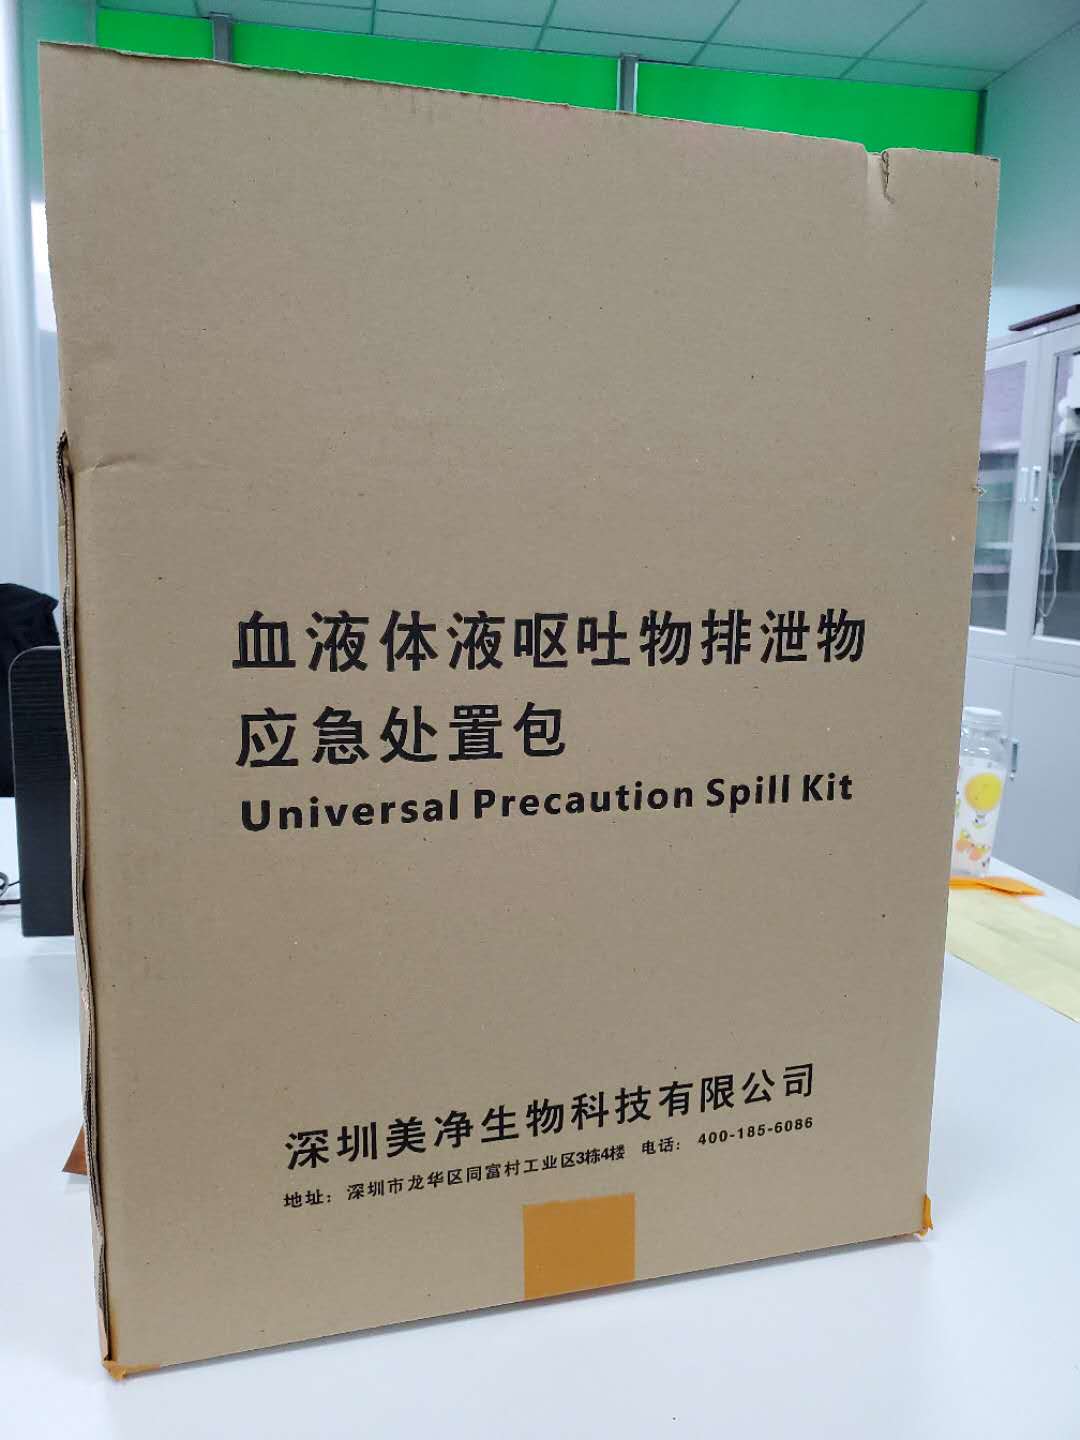 血液体液呕吐物排泄物
应急处置包
Universal Precaution Spill Kit
深圳美净生物科技有限公司
地址：深圳市龙华区同富村工业区3栋4楼 电话：400-185-6086